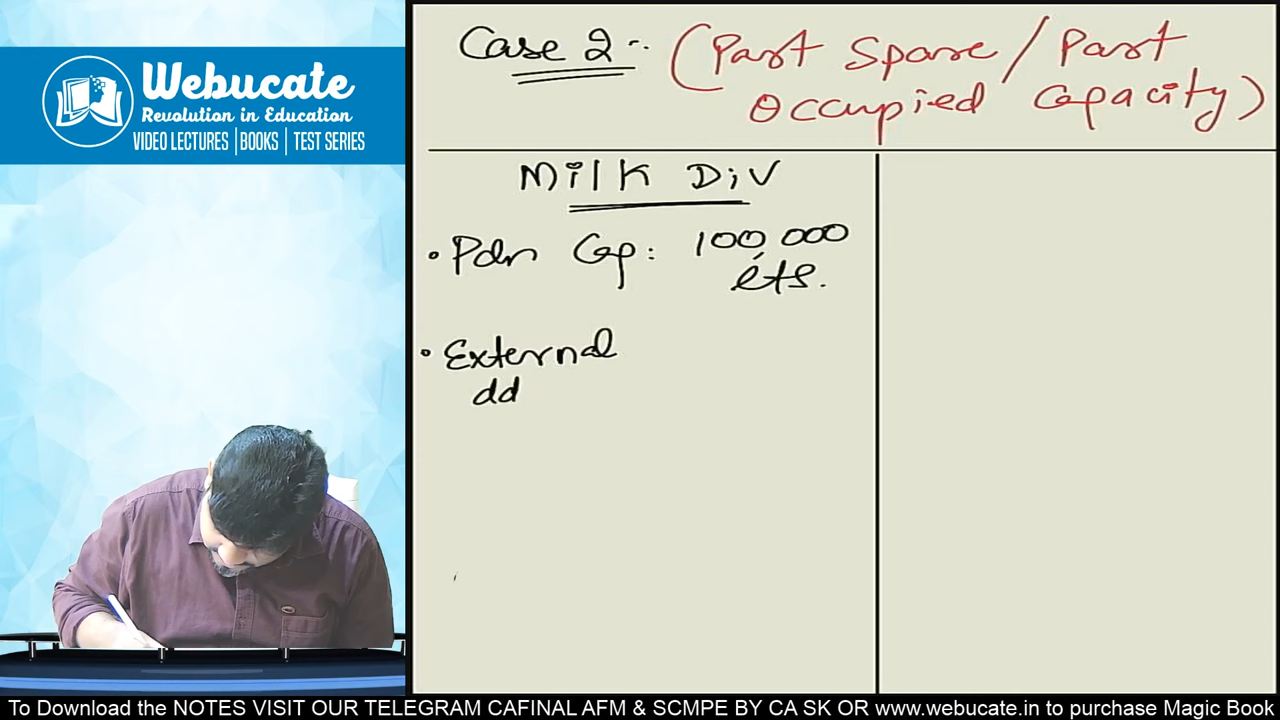 Webucate
Revolution in Education
VIDEO LECTURES | BOOKS | TEST SERIES
Case 2 :- (Part Spare / Part
Occupied Capacity)
Milk Div
• Pdn Cap : 100,000
lts.
• External
dd
To Download the NOTES VISIT OUR TELEGRAM CAFINAL AFM & SCMPE BY CA SK OR www.webucate.in to purchase Magic Book